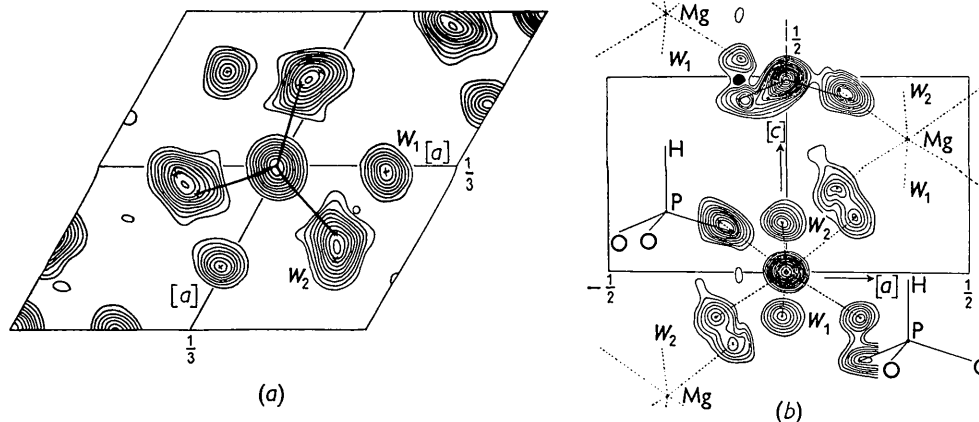 W₁ [a]
1/3
W₂
[a]
1/3
(a)
Mg
1/2
W₁
W₂
[c]
Mg
H
W₁
P
W₂
O O
-1/2
[a]
1/2
H
W₁
W₂
P
O
O
Mg
(b)